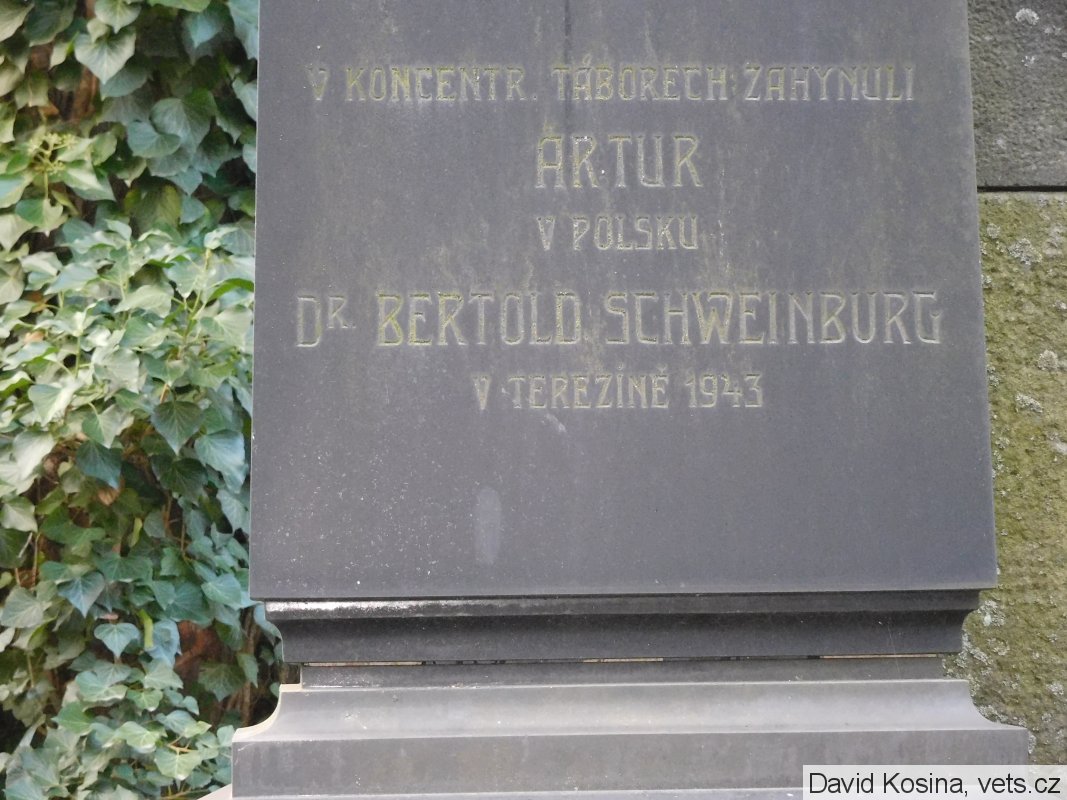 V KONCENTR. TÁBORECH ZAHYNULI
ARTUR
V POLSKU
DR. BERTOLD SCHWEINBURG
V TEREZÍNĚ 1943
David Kosina, vets.cz